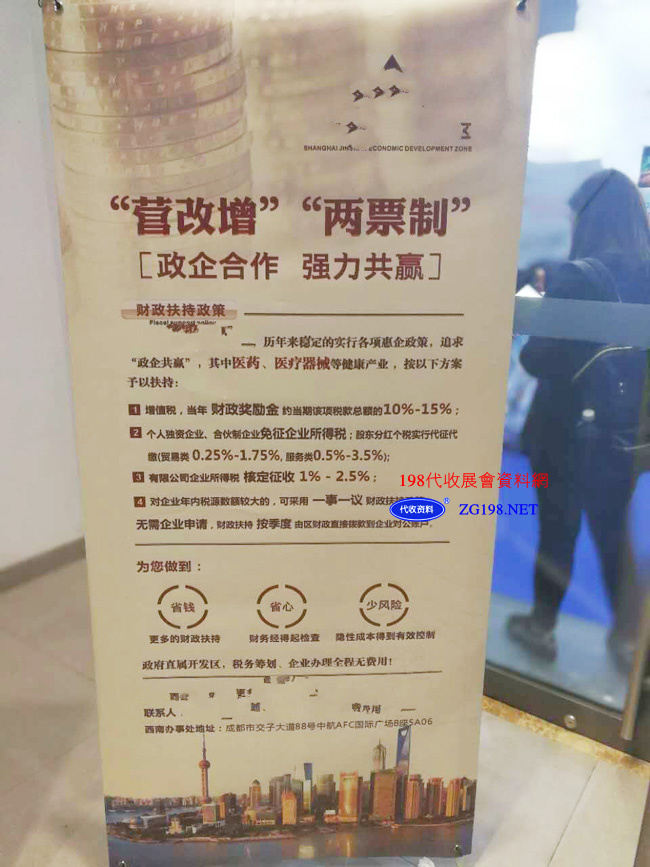 SHANGHAI ECONOMIC DEVELOPMENT ZONE
“营改增” “两票制”
[政企合作 强力共赢]
财政扶持政策
Fiscal support policy
历年来稳定的实行各项惠企政策，追求
“政企共赢”，其中医药、医疗器械等健康产业，按以下方案
予以扶持：
1 增值税，当年 财政奖励金 约当期该项税款总额的10%-15%；
2 个人独资企业、合伙制企业免征企业所得税；股东分红个税实行代征代
缴(贸易类 0.25%-1.75%, 服务类0.5%-3.5%);
3 有限公司企业所得税 核定征收 1% - 2.5%；
198代收展會資料網
4 对企业年内税源数额较大的，可采用 一事一议 财政扶持
代收资料® ZG198.NET
无需企业申请，财政扶持 按季度 由区财政直接拨款到企业对公账户。
为您做到：
省钱 省心 少风险
更多的财政扶持 财务经得起检查 隐性成本得到有效控制
政府直属开发区，税务筹划、企业办理全程无费用！
联系人
西南办事处地址：成都市交子大道88号中航AFC国际广场B座5A06